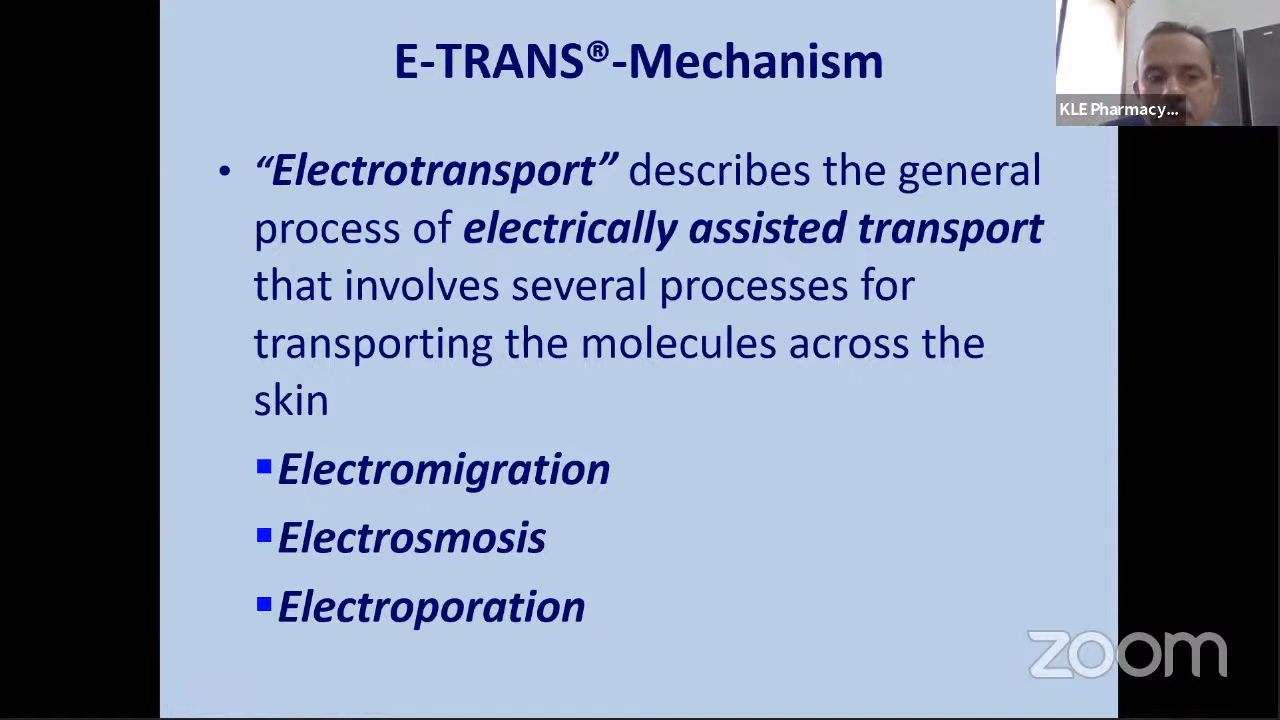 E-TRANS®-Mechanism
KLE Pharmacy...
• “Electrotransport” describes the general
process of electrically assisted transport
that involves several processes for
transporting the molecules across the
skin
▪Electromigration
▪Electrosmosis
▪Electroporation
zoom